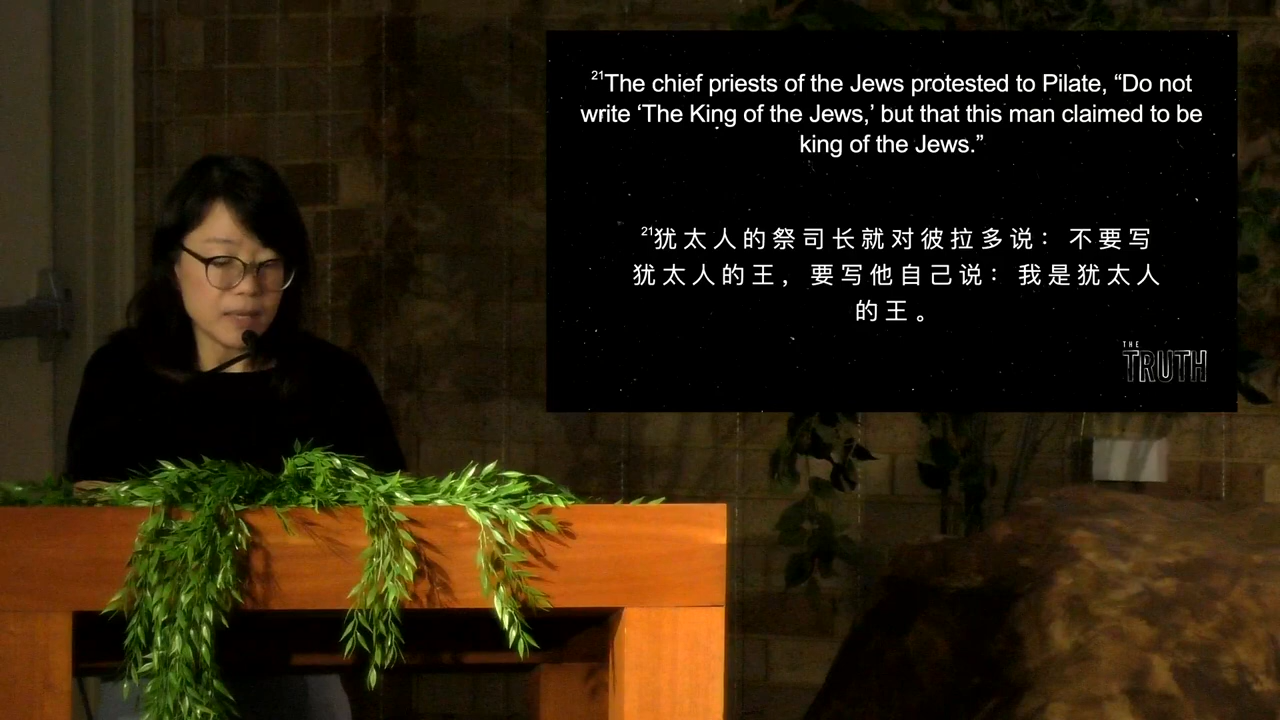 ²¹The chief priests of the Jews protested to Pilate, “Do not
write ‘The King of the Jews,’ but that this man claimed to be
king of the Jews.”
²¹犹太人的祭司长就对彼拉多说：不要写
犹太人的王，要写他自己说：我是犹太人
的王。
THE
TRUTH